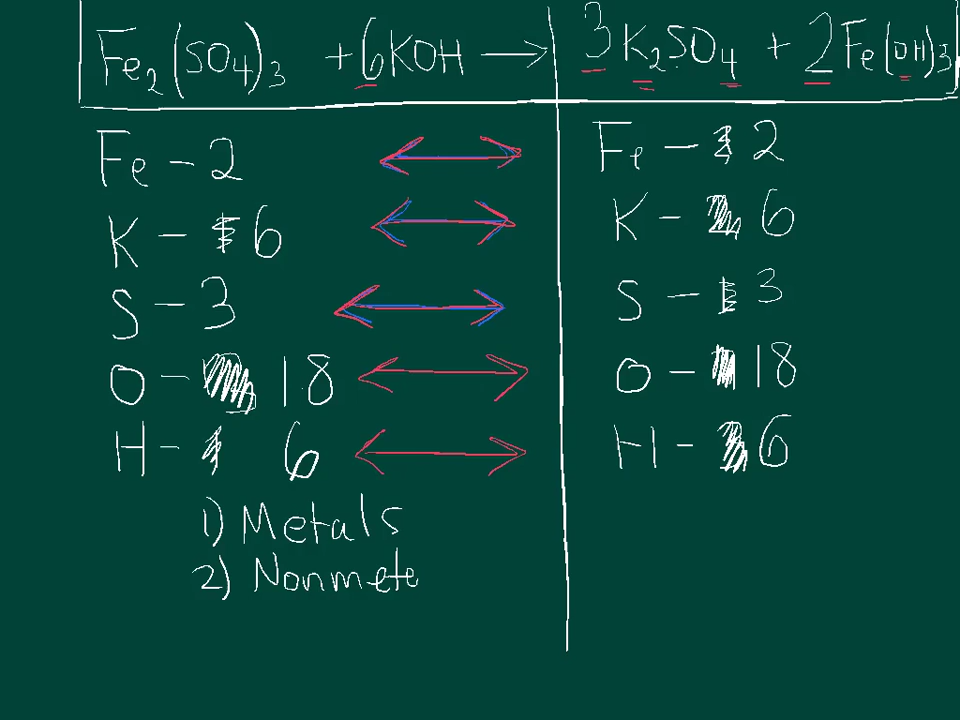 Fe2(SO4)3 + 6KOH → 3K2SO4 + 2Fe(OH)3
Fe - 2
Fe - 2
K - 6
K - 6
S - 3
S - 3
O - 18
O - 18
H - 6
H - 6
1) Metals
2) Nonmete